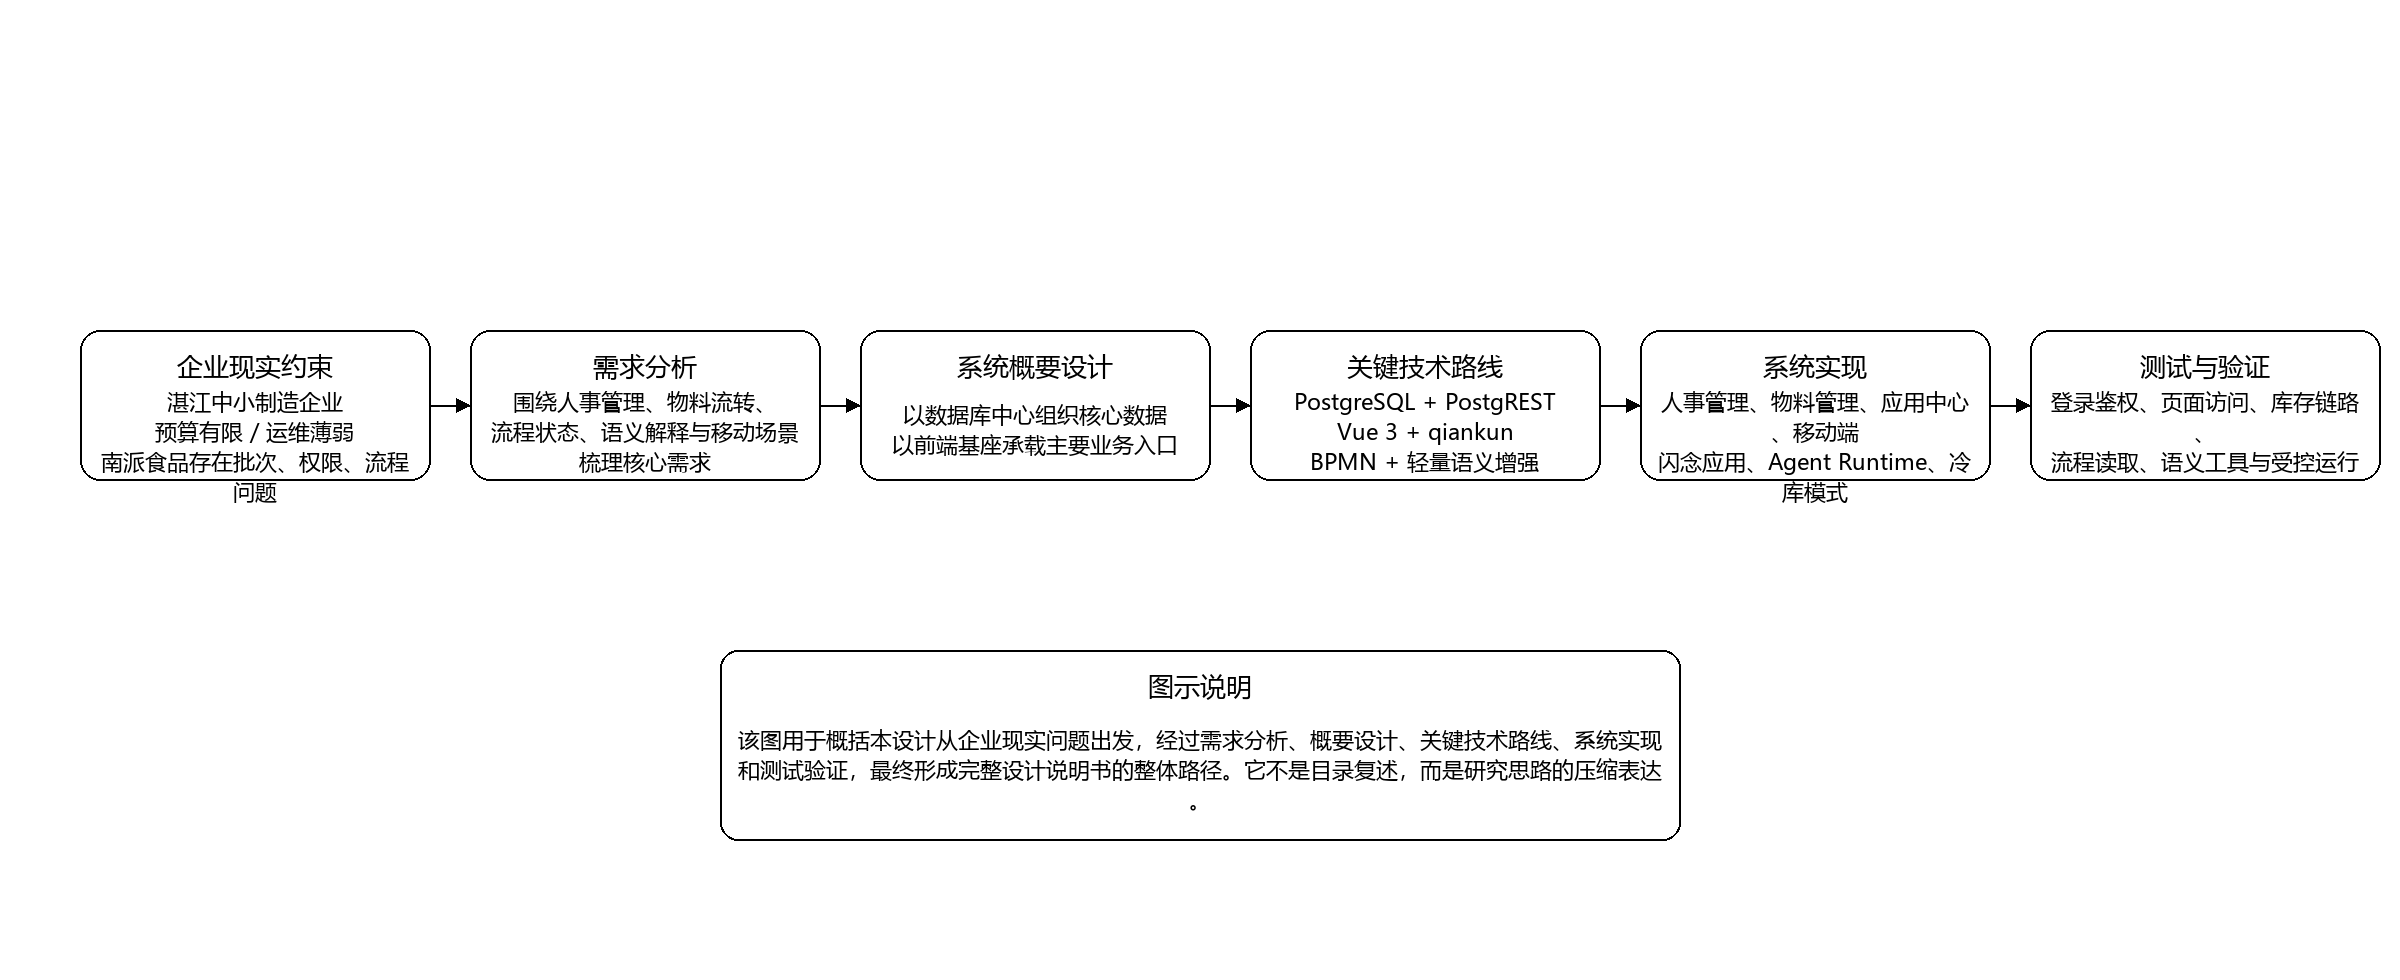 企业现实约束
湛江中小制造企业
预算有限 / 运维薄弱
南派食品存在批次、权限、流程
问题
需求分析
围绕人事管理、物料流转、
流程状态、语义解释与移动场景
梳理核心需求
系统概要设计
以数据库中心组织核心数据
以前端基座承载主要业务入口
关键技术路线
PostgreSQL + PostgREST
Vue 3 + qiankun
BPMN + 轻量语义增强
系统实现
人事管理、物料管理、应用中心
、移动端
闪念应用、Agent Runtime、冷
库模式
测试与验证
登录鉴权、页面访问、库存链路
、
流程读取、语义工具与受控运行
图示说明
该图用于概括本设计从企业现实问题出发，经过需求分析、概要设计、关键技术路线、系统实现
和测试验证，最终形成完整设计说明书的整体路径。它不是目录复述，而是研究思路的压缩表达
。